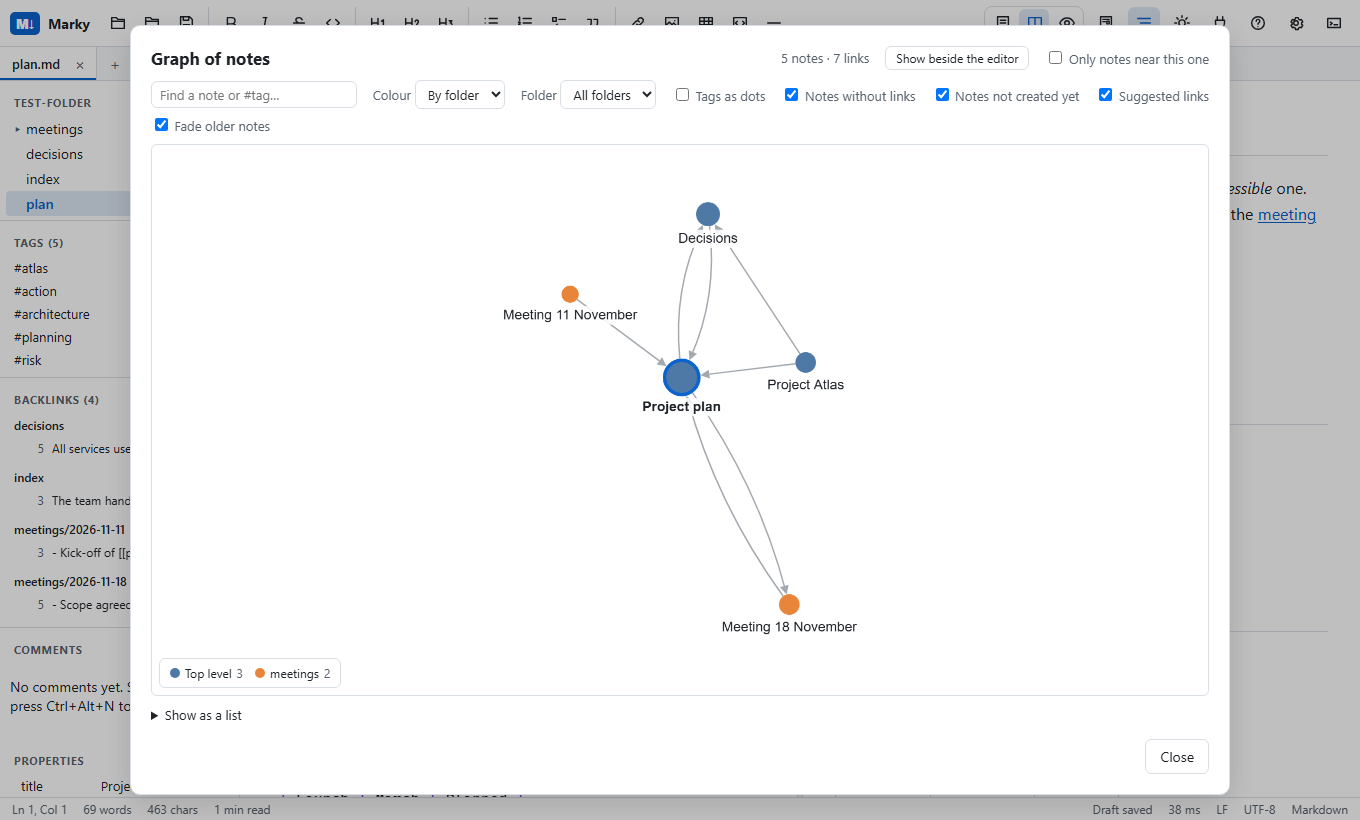 M↓ Marky B I S H1 H2 H3
plan.md × +
Graph of notes
5 notes · 7 links Show beside the editor Only notes near this one
Find a note or #tag... Colour By folder Folder All folders Tags as dots Notes without links Notes not created yet Suggested links
Fade older notes
TEST-FOLDER
meetings
decisions
index
plan
TAGS (5)
#atlas
#action
#architecture
#planning
#risk
BACKLINKS (4)
decisions
5 All services use
index
3 The team hand
meetings/2026-11-11
3 - Kick-off of [[p
meetings/2026-11-18
5 - Scope agreed
COMMENTS
No comments yet. S
press Ctrl+Alt+N to
PROPERTIES
title Proje
Decisions
Meeting 11 November
Project Atlas
Project plan
Meeting 18 November
Top level 3 meetings 2
Show as a list
Close
essible one.
the meeting
Ln 1, Col 1 69 words 463 chars 1 min read Draft saved 38 ms LF UTF-8 Markdown